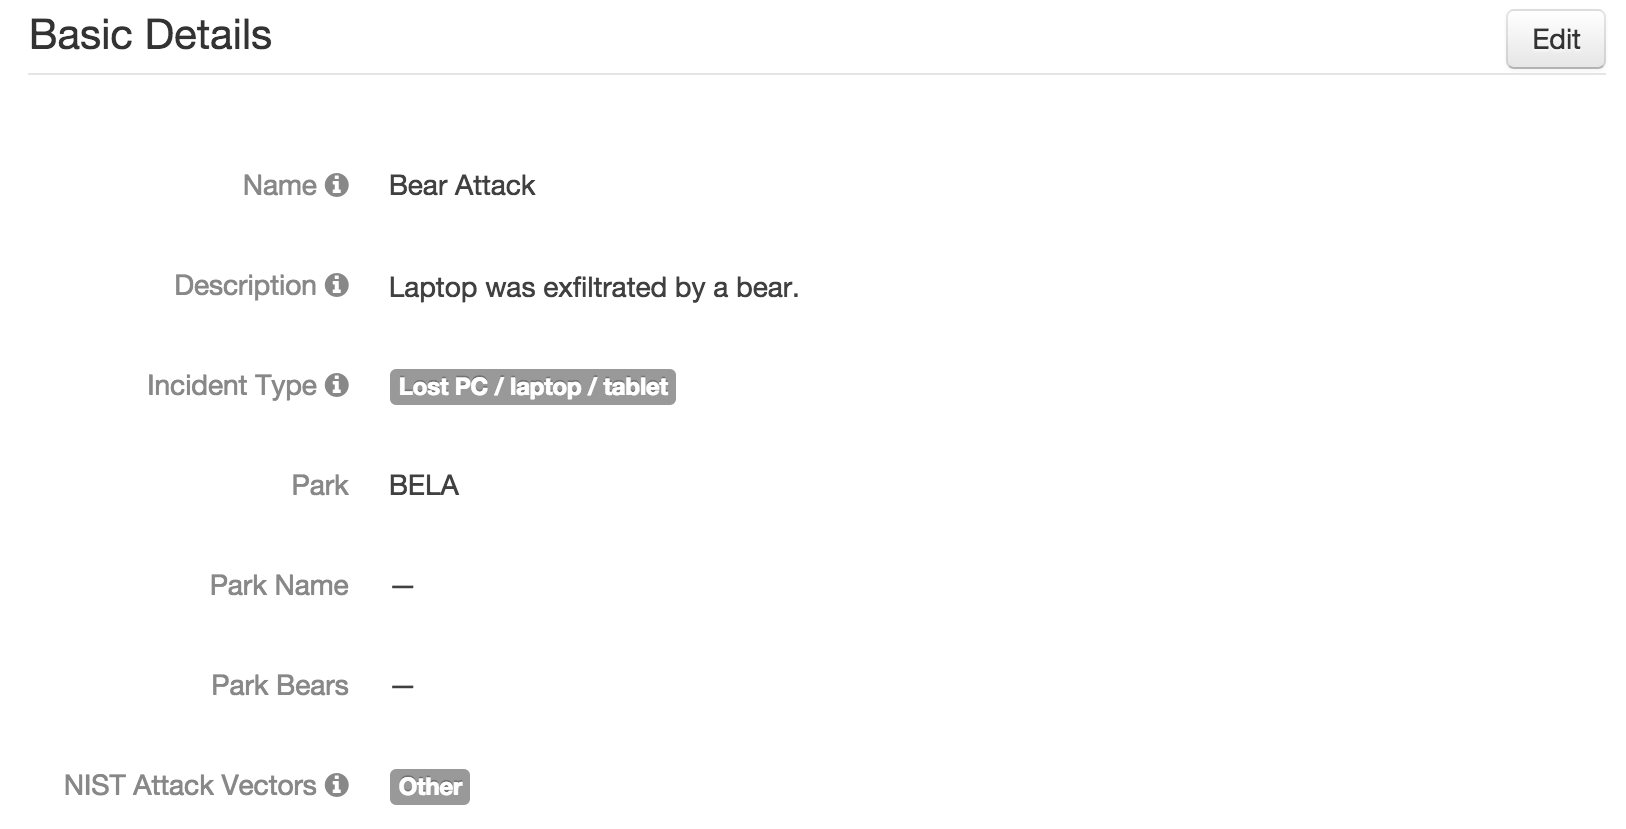 Basic Details
Edit
Name Bear Attack
Description Laptop was exfiltrated by a bear.
Incident Type Lost PC / laptop / tablet
Park BELA
Park Name —
Park Bears —
NIST Attack Vectors Other